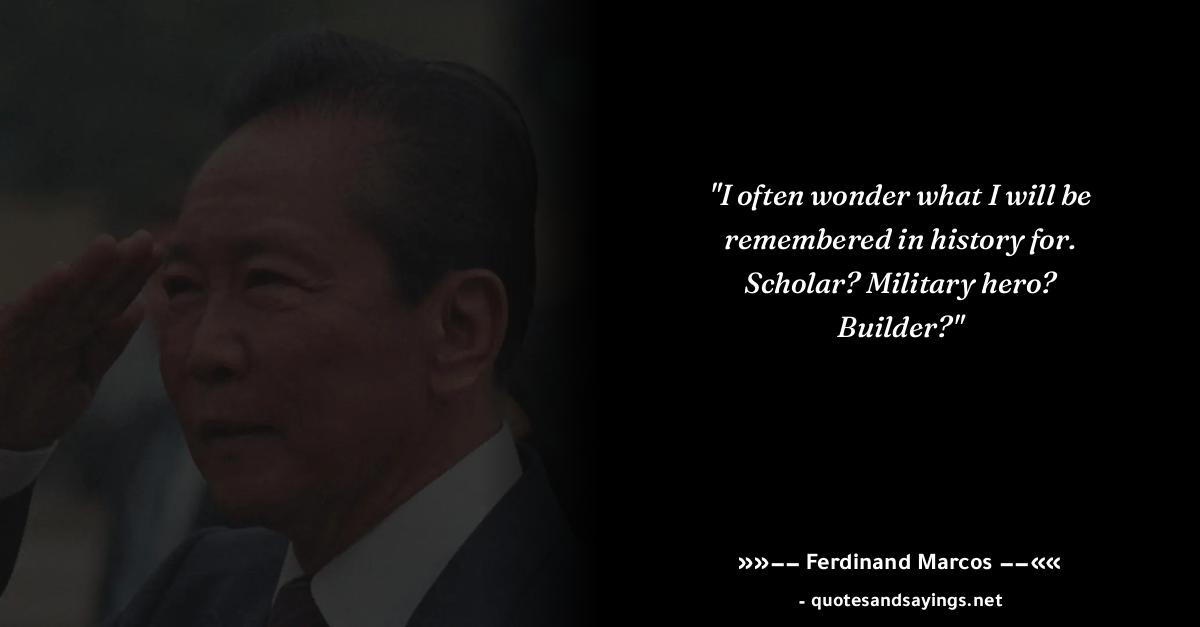 "I often wonder what I will be
remembered in history for.
Scholar? Military hero?
Builder?"
»»−− Ferdinand Marcos −−««
- quotesandsayings.net